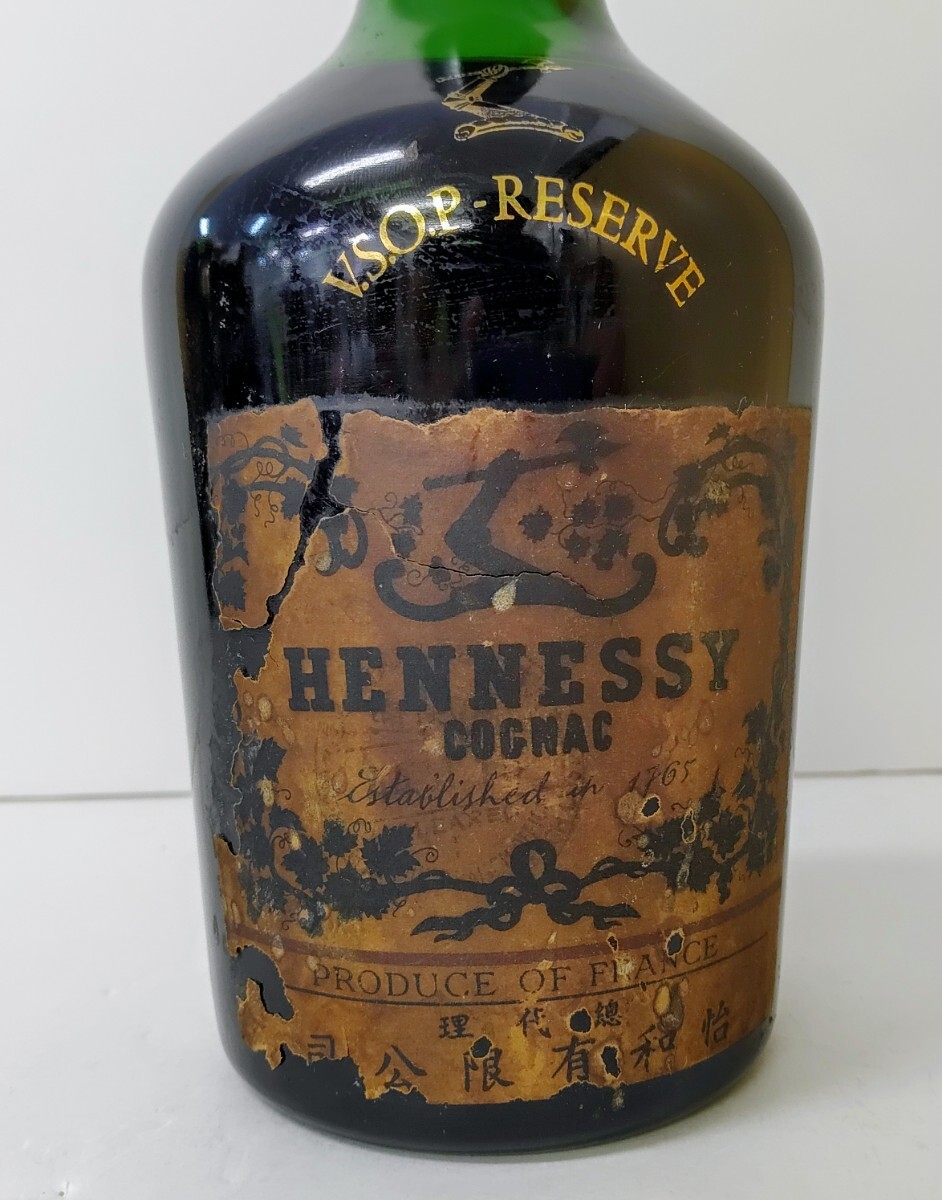 V.S.O.P - RESERVE
HENNESSY
COGNAC
Established in 1765
PRODUCE OF FRANCE
總代理
怡和有限公司